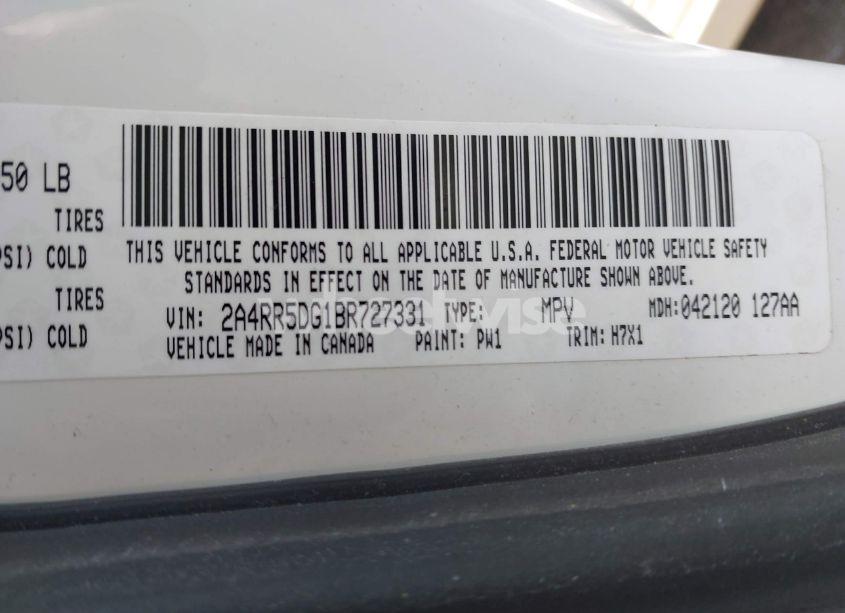 50 LB
TIRES
PSI) COLD
TIRES
PSI) COLD
THIS VEHICLE CONFORMS TO ALL APPLICABLE U.S.A. FEDERAL MOTOR VEHICLE SAFETY
STANDARDS IN EFFECT ON THE DATE OF MANUFACTURE SHOWN ABOVE.
VIN: 2A4RR5DG1BR727331 TYPE: MPV MDH:042120 127AA
VEHICLE MADE IN CANADA PAINT: PW1 TRIM: H7X1